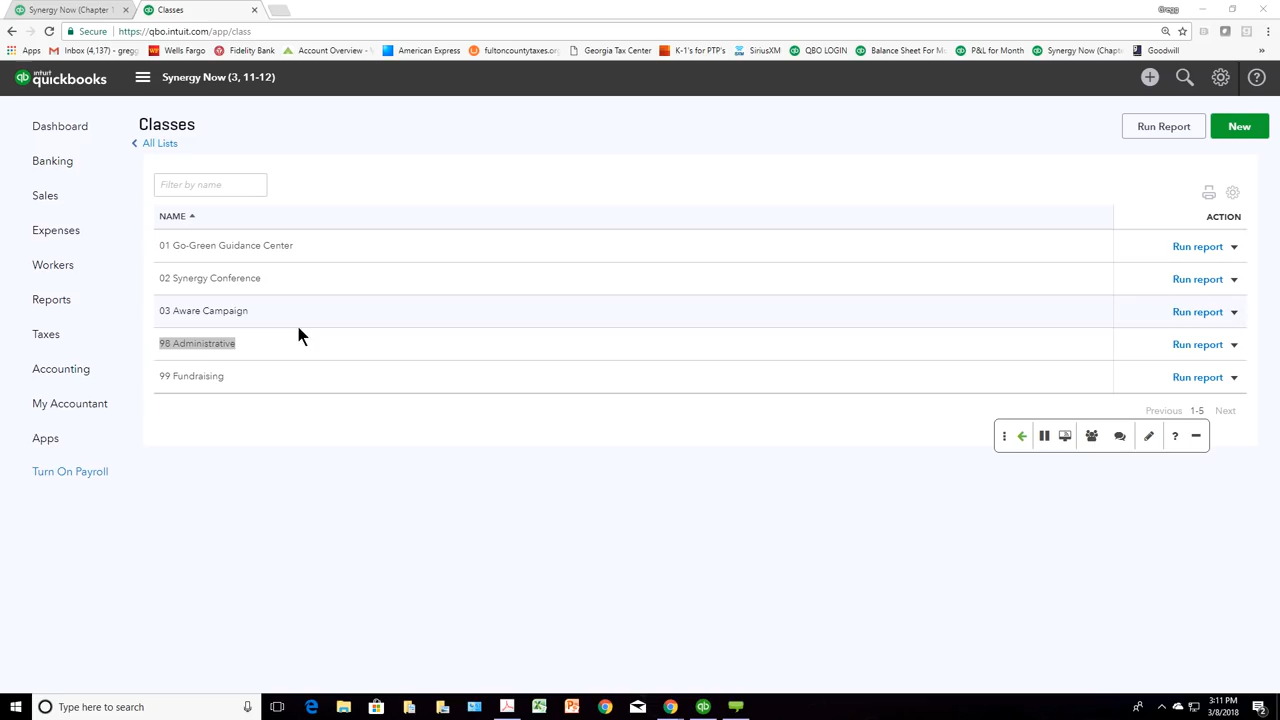 Synergy Now (Chapter 1
Classes
Gregg
Secure
https://qbo.intuit.com/app/class
Apps
Inbox (4,137) - greg
Wells Fargo
Fidelity Bank
Account Overview -
American Express
fultoncountytaxes.or
Georgia Tax Center
K-1's for PTP's
SiriusXM
QBO LOGIN
Balance Sheet For M
P&L for Month
Synergy Now (Chapt
Goodwill
»
intuit
quickbooks
Synergy Now (3, 11-12)
Dashboard
Banking
Sales
Expenses
Workers
Reports
Taxes
Accounting
My Accountant
Apps
Turn On Payroll
Classes
All Lists
Run Report
New
Filter by name
NAME
ACTION
01 Go-Green Guidance Center
Run report
02 Synergy Conference
Run report
03 Aware Campaign
Run report
98 Administrative
Run report
99 Fundraising
Run report
Previous 1-5 Next
Type here to search
3:11 PM
3/8/2018